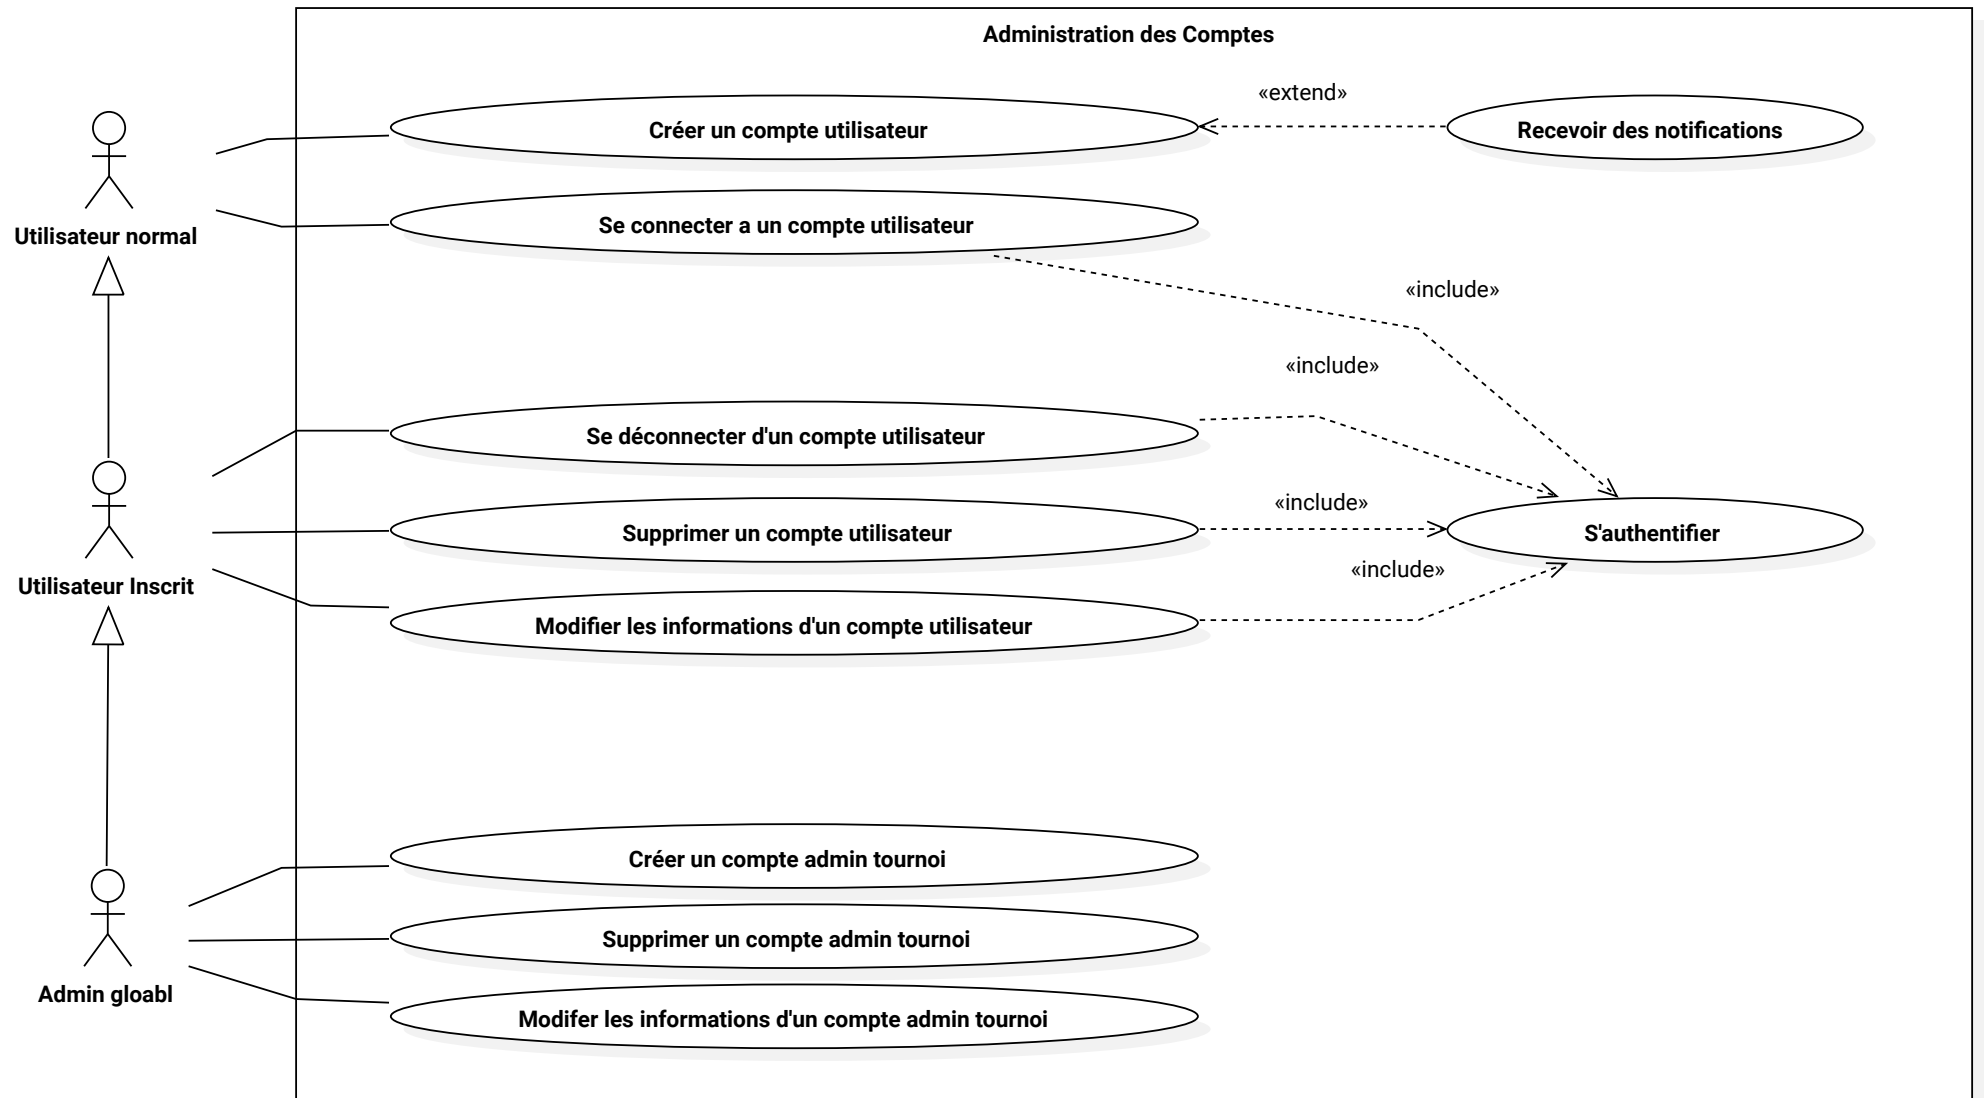 Administration des Comptes
«extend»
Créer un compte utilisateur
Recevoir des notifications
Se connecter a un compte utilisateur
Utilisateur normal
«include»
«include»
Se déconnecter d'un compte utilisateur
«include»
Supprimer un compte utilisateur
S'authentifier
«include»
Utilisateur Inscrit
Modifier les informations d'un compte utilisateur
Créer un compte admin tournoi
Supprimer un compte admin tournoi
Admin gloabl
Modifer les informations d'un compte admin tournoi